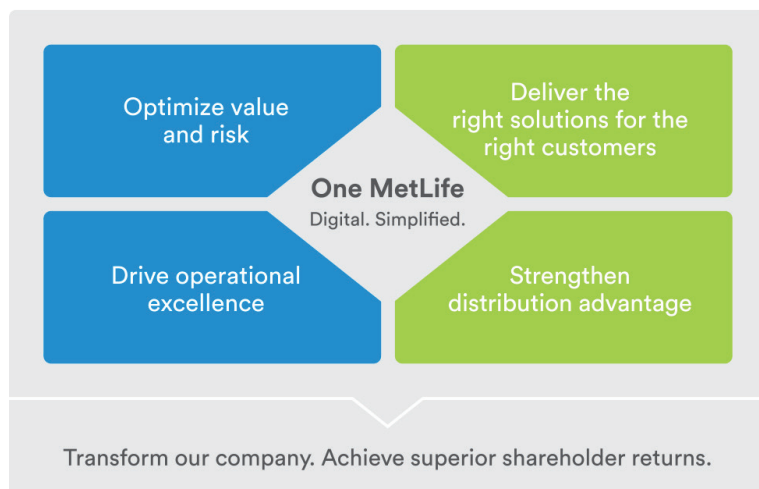 Optimize value
and risk
Deliver the
right solutions for the
right customers
One MetLife
Digital. Simplified.
Drive operational
excellence
Strengthen
distribution advantage
Transform our company. Achieve superior shareholder returns.